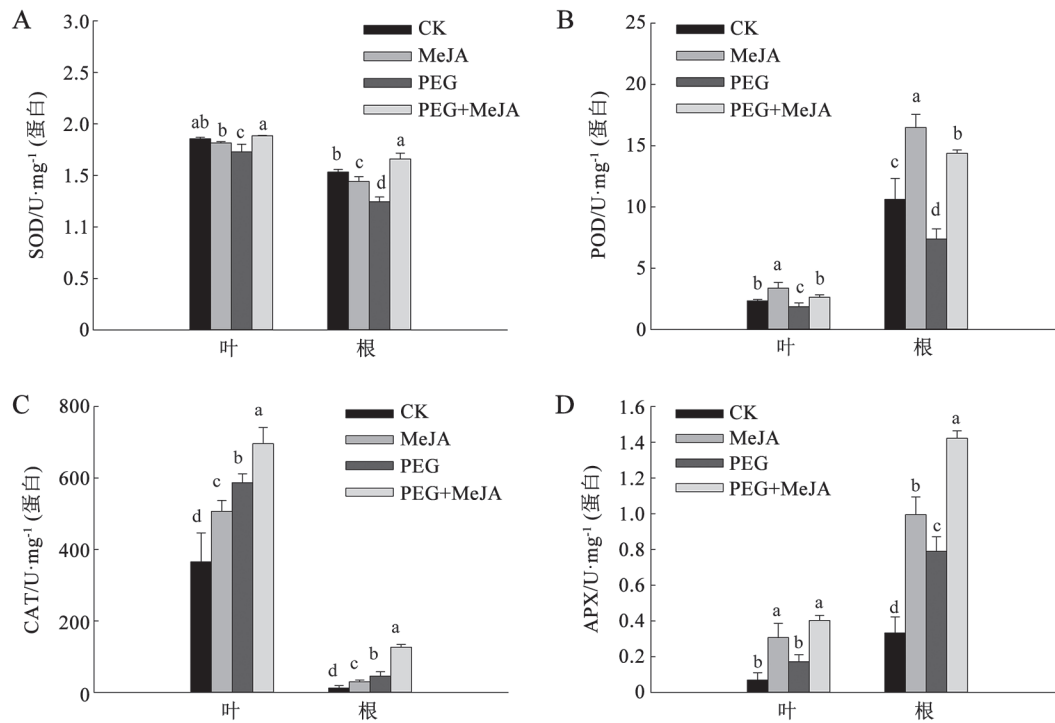 A
SOD/U·mg⁻¹ (蛋白)
3.0
2.5
2.0
1.5
1.1
0.5
0
CK
MeJA
PEG
PEG+MeJA
ab b c a
b c d a
叶 根
B
POD/U·mg⁻¹ (蛋白)
25
20
15
10
5
0
CK
MeJA
PEG
PEG+MeJA
b a c b
c a d b
叶 根
C
CAT/U·mg⁻¹ (蛋白)
800
600
400
200
0
CK
MeJA
PEG
PEG+MeJA
d c b a
d c b a
叶 根
D
APX/U·mg⁻¹ (蛋白)
1.6
1.4
1.2
1.0
0.8
0.6
0.4
0.2
0
CK
MeJA
PEG
PEG+MeJA
b a b a
d b c a
叶 根